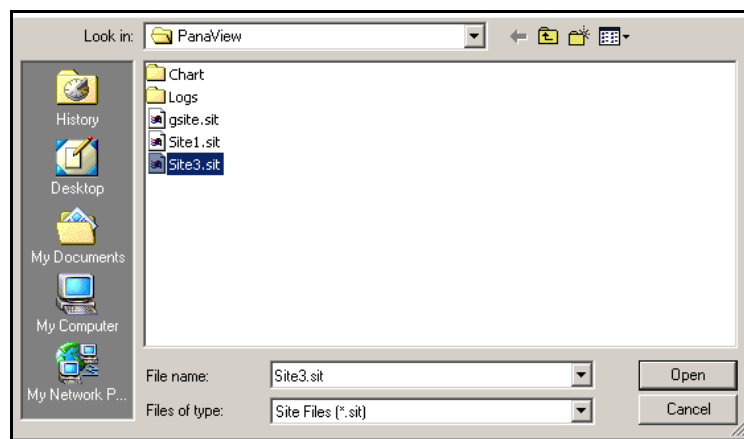 Look in: PanaView
Chart
Logs
gsite.sit
Site1.sit
Site3.sit
History
Desktop
My Documents
My Computer
My Network P...
File name: Site3.sit Open
Files of type: Site Files (*.sit) Cancel